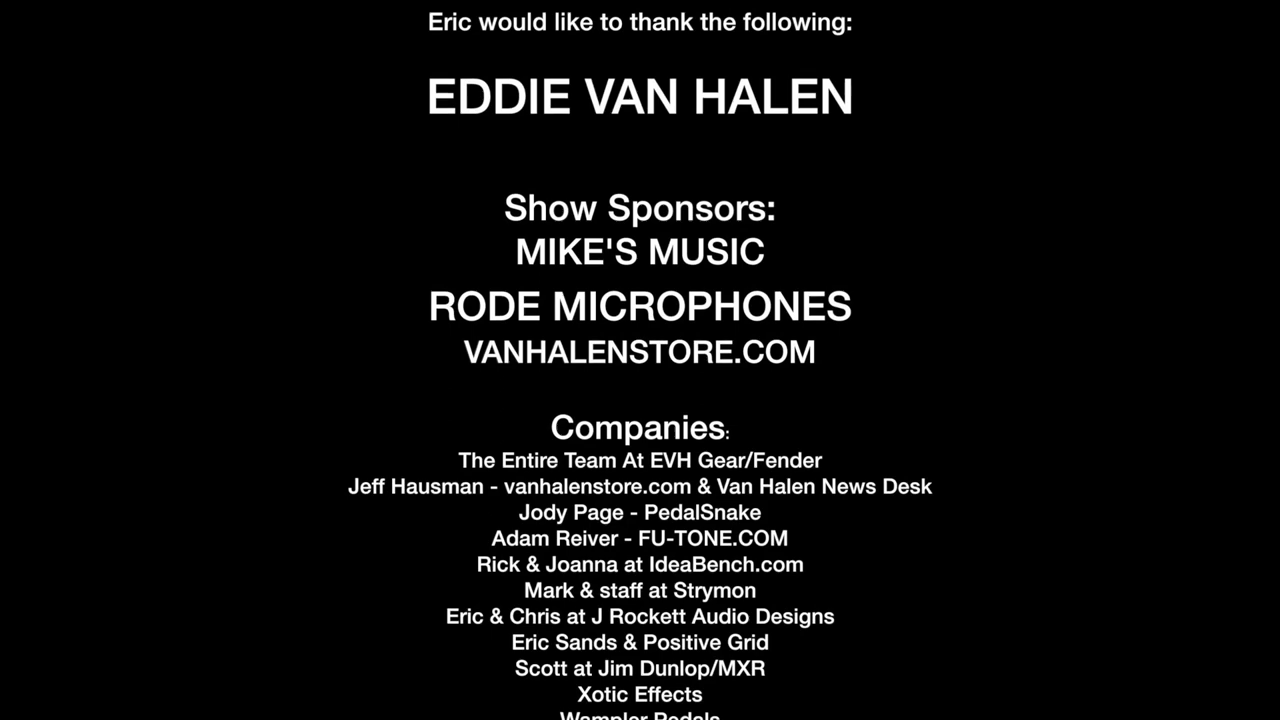 Eric would like to thank the following:
EDDIE VAN HALEN
Show Sponsors:
MIKE'S MUSIC
RODE MICROPHONES
VANHALENSTORE.COM
Companies:
The Entire Team At EVH Gear/Fender
Jeff Hausman - vanhalenstore.com & Van Halen News Desk
Jody Page - PedalSnake
Adam Reiver - FU-TONE.COM
Rick & Joanna at IdeaBench.com
Mark & staff at Strymon
Eric & Chris at J Rockett Audio Designs
Eric Sands & Positive Grid
Scott at Jim Dunlop/MXR
Xotic Effects
Wampler Pedals